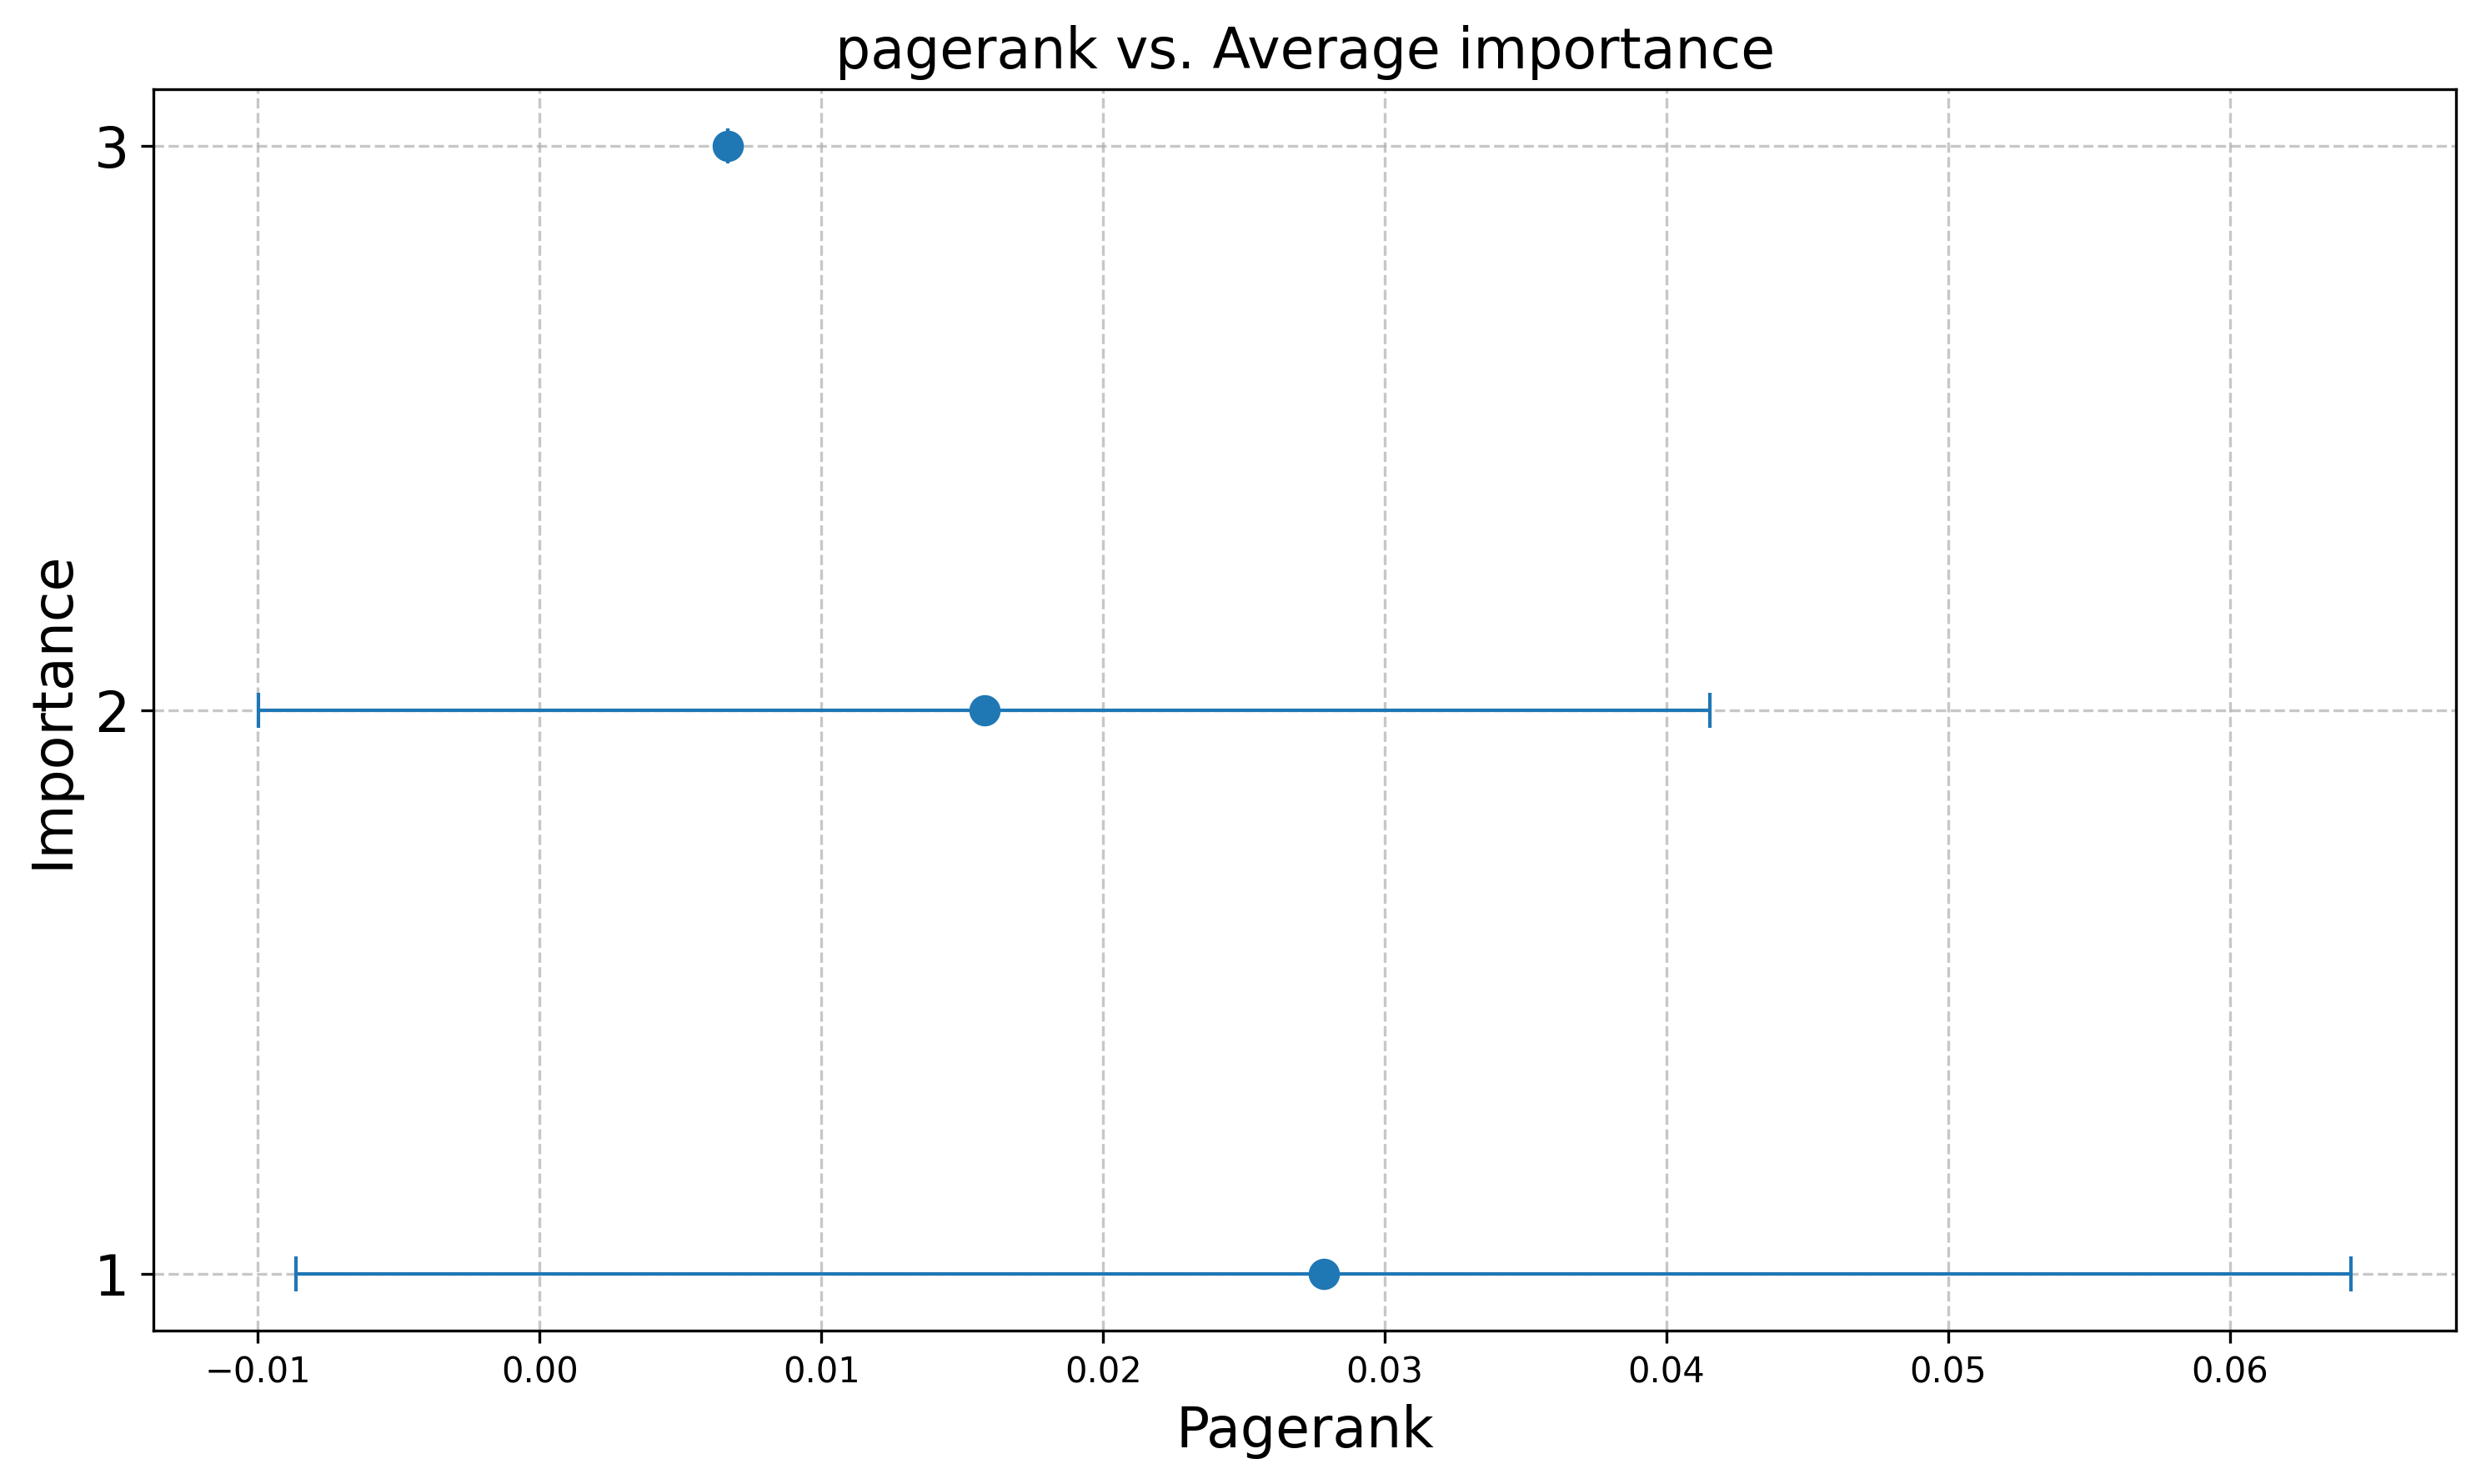 pagerank vs. Average importance
3
2
1
Importance
−0.01 0.00 0.01 0.02 0.03 0.04 0.05 0.06
Pagerank